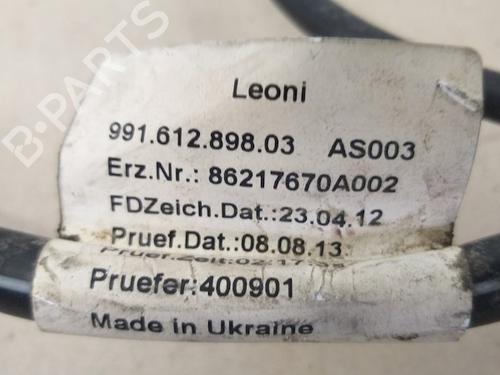 B-PARTS
Leoni
991.612.898.03 AS003
Erz.Nr.: 86217670A002
FDZeich.Dat.:23.04.12
Pruef.Dat.:08.08.13
Pruefer:400901
Made in Ukraine